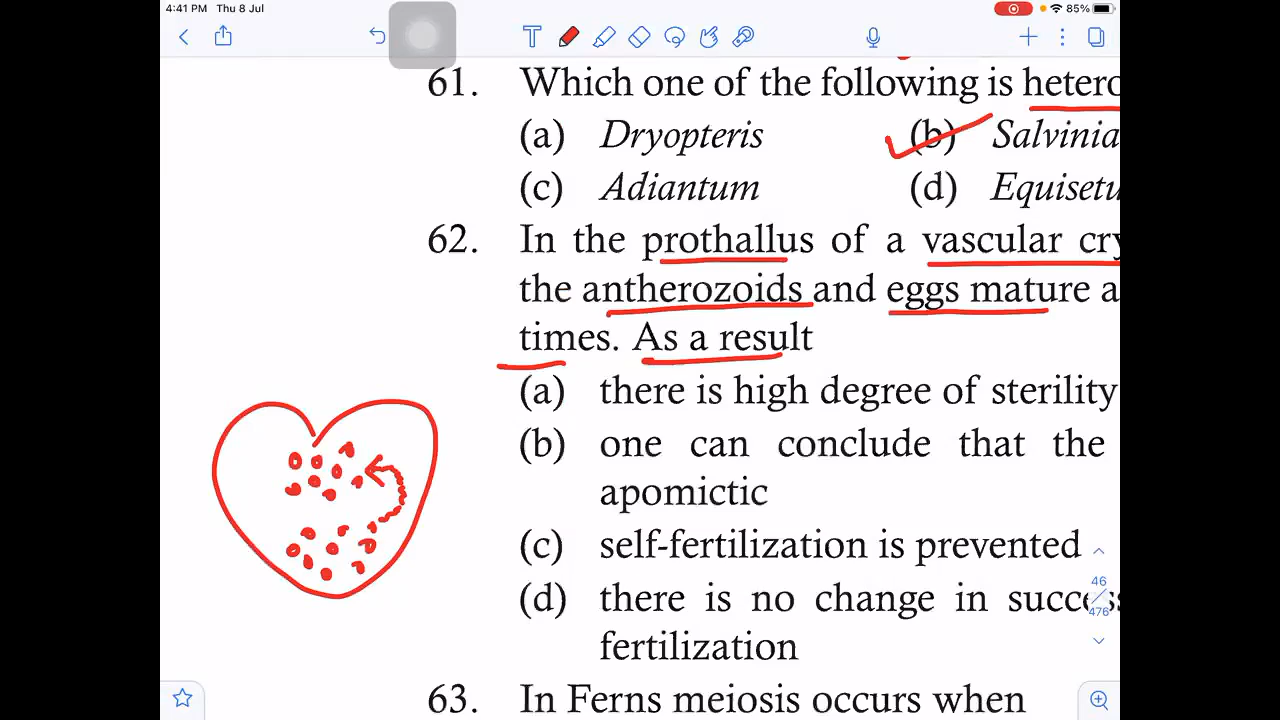 4:41 PM Thu 8 Jul
85%
61. Which one of the following is hetero
(a) Dryopteris (b) Salvinia
(c) Adiantum (d) Equisetu
62. In the prothallus of a vascular cry
the antherozoids and eggs mature a
times. As a result
(a) there is high degree of sterility
(b) one can conclude that the
apomictic
(c) self-fertilization is prevented
46
(d) there is no change in success
476
fertilization
63. In Ferns meiosis occurs when